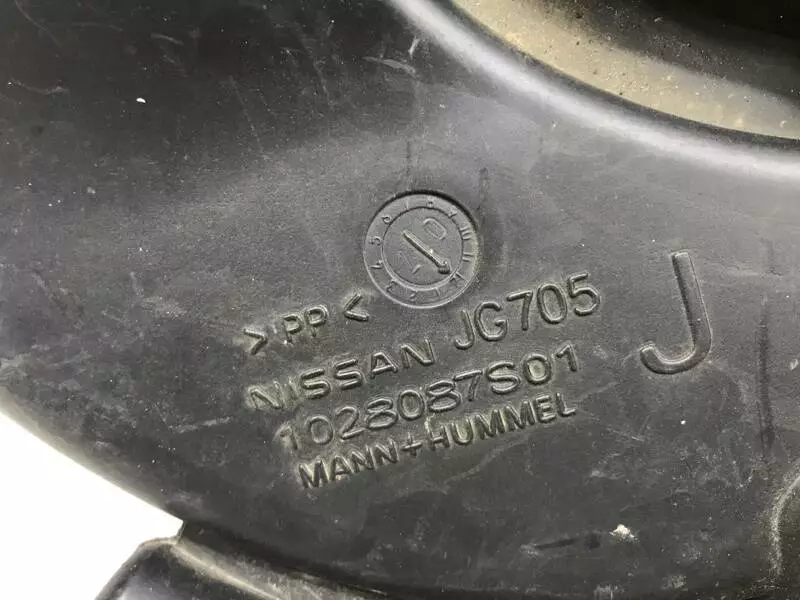 >PP<
NISSAN JG705
1028087S01
MANN+HUMMEL
J